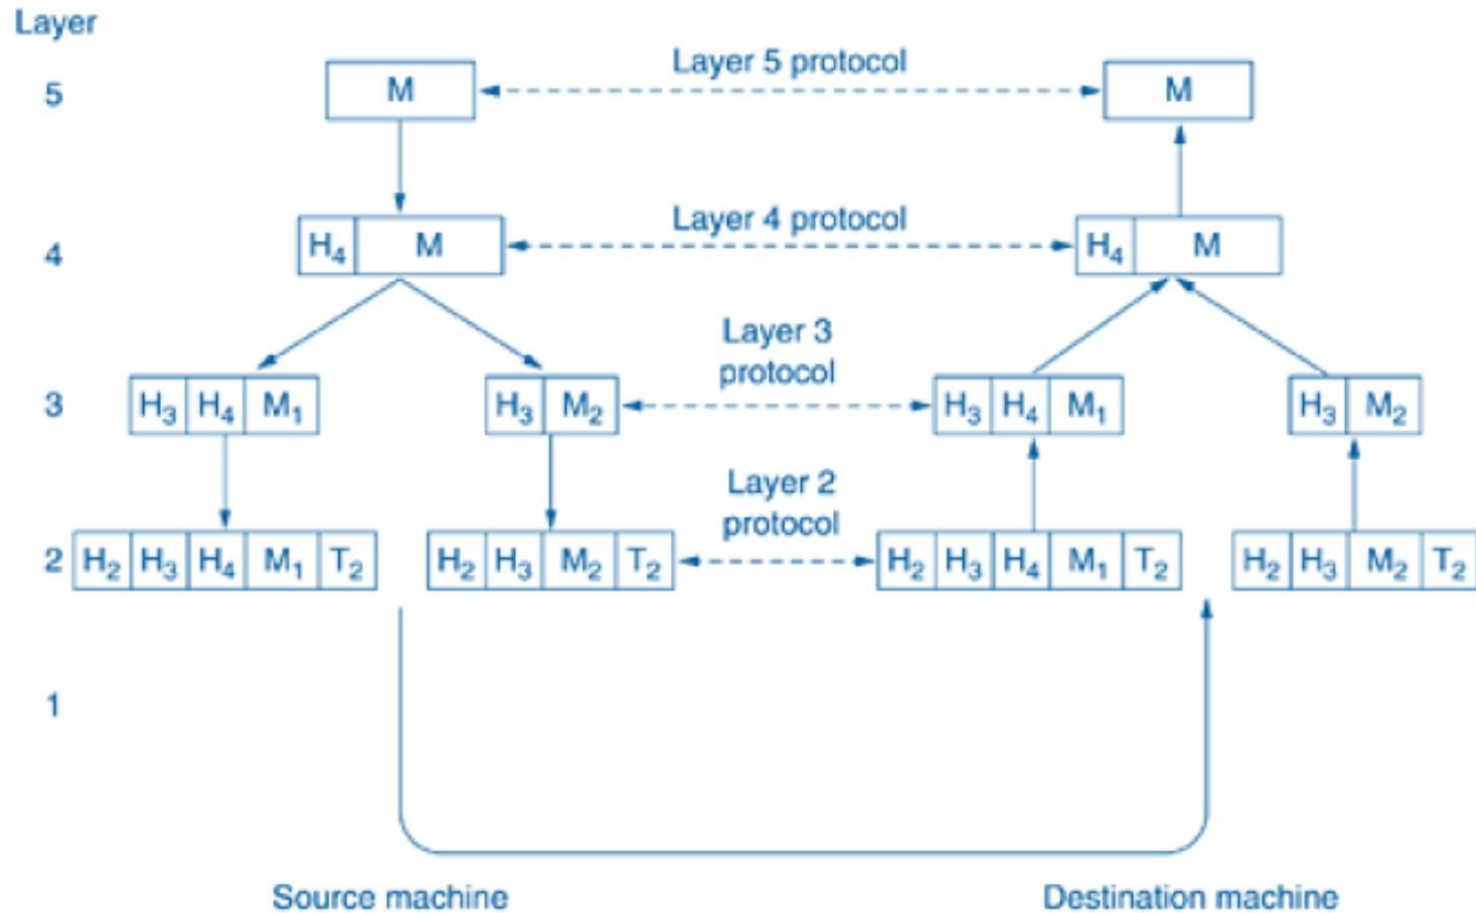 Layer
5 M Layer 5 protocol M
4 H₄ M Layer 4 protocol H₄ M
Layer 3
protocol
3 H₃ H₄ M₁ H₃ M₂ H₃ H₄ M₁ H₃ M₂
Layer 2
protocol
2 H₂ H₃ H₄ M₁ T₂ H₂ H₃ M₂ T₂ H₂ H₃ H₄ M₁ T₂ H₂ H₃ M₂ T₂
1
Source machine Destination machine